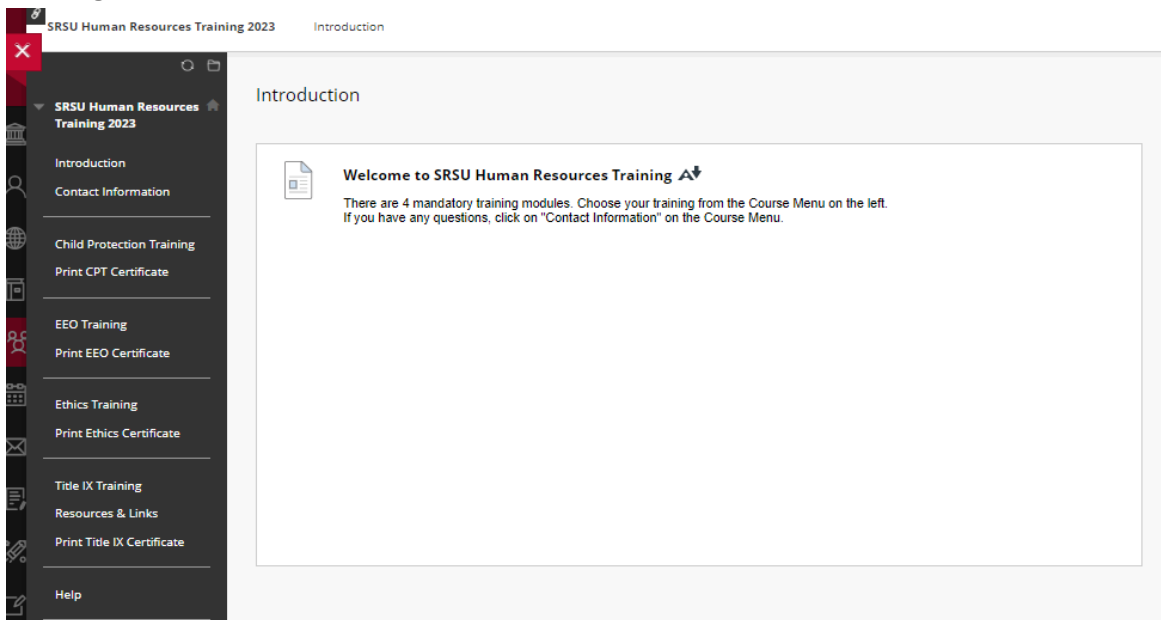 SRSU Human Resources Training 2023 Introduction
SRSU Human Resources
Training 2023
Introduction
Contact Information
Child Protection Training
Print CPT Certificate
EEO Training
Print EEO Certificate
Ethics Training
Print Ethics Certificate
Title IX Training
Resources & Links
Print Title IX Certificate
Help
Introduction
Welcome to SRSU Human Resources Training
There are 4 mandatory training modules. Choose your training from the Course Menu on the left.
If you have any questions, click on "Contact Information" on the Course Menu.